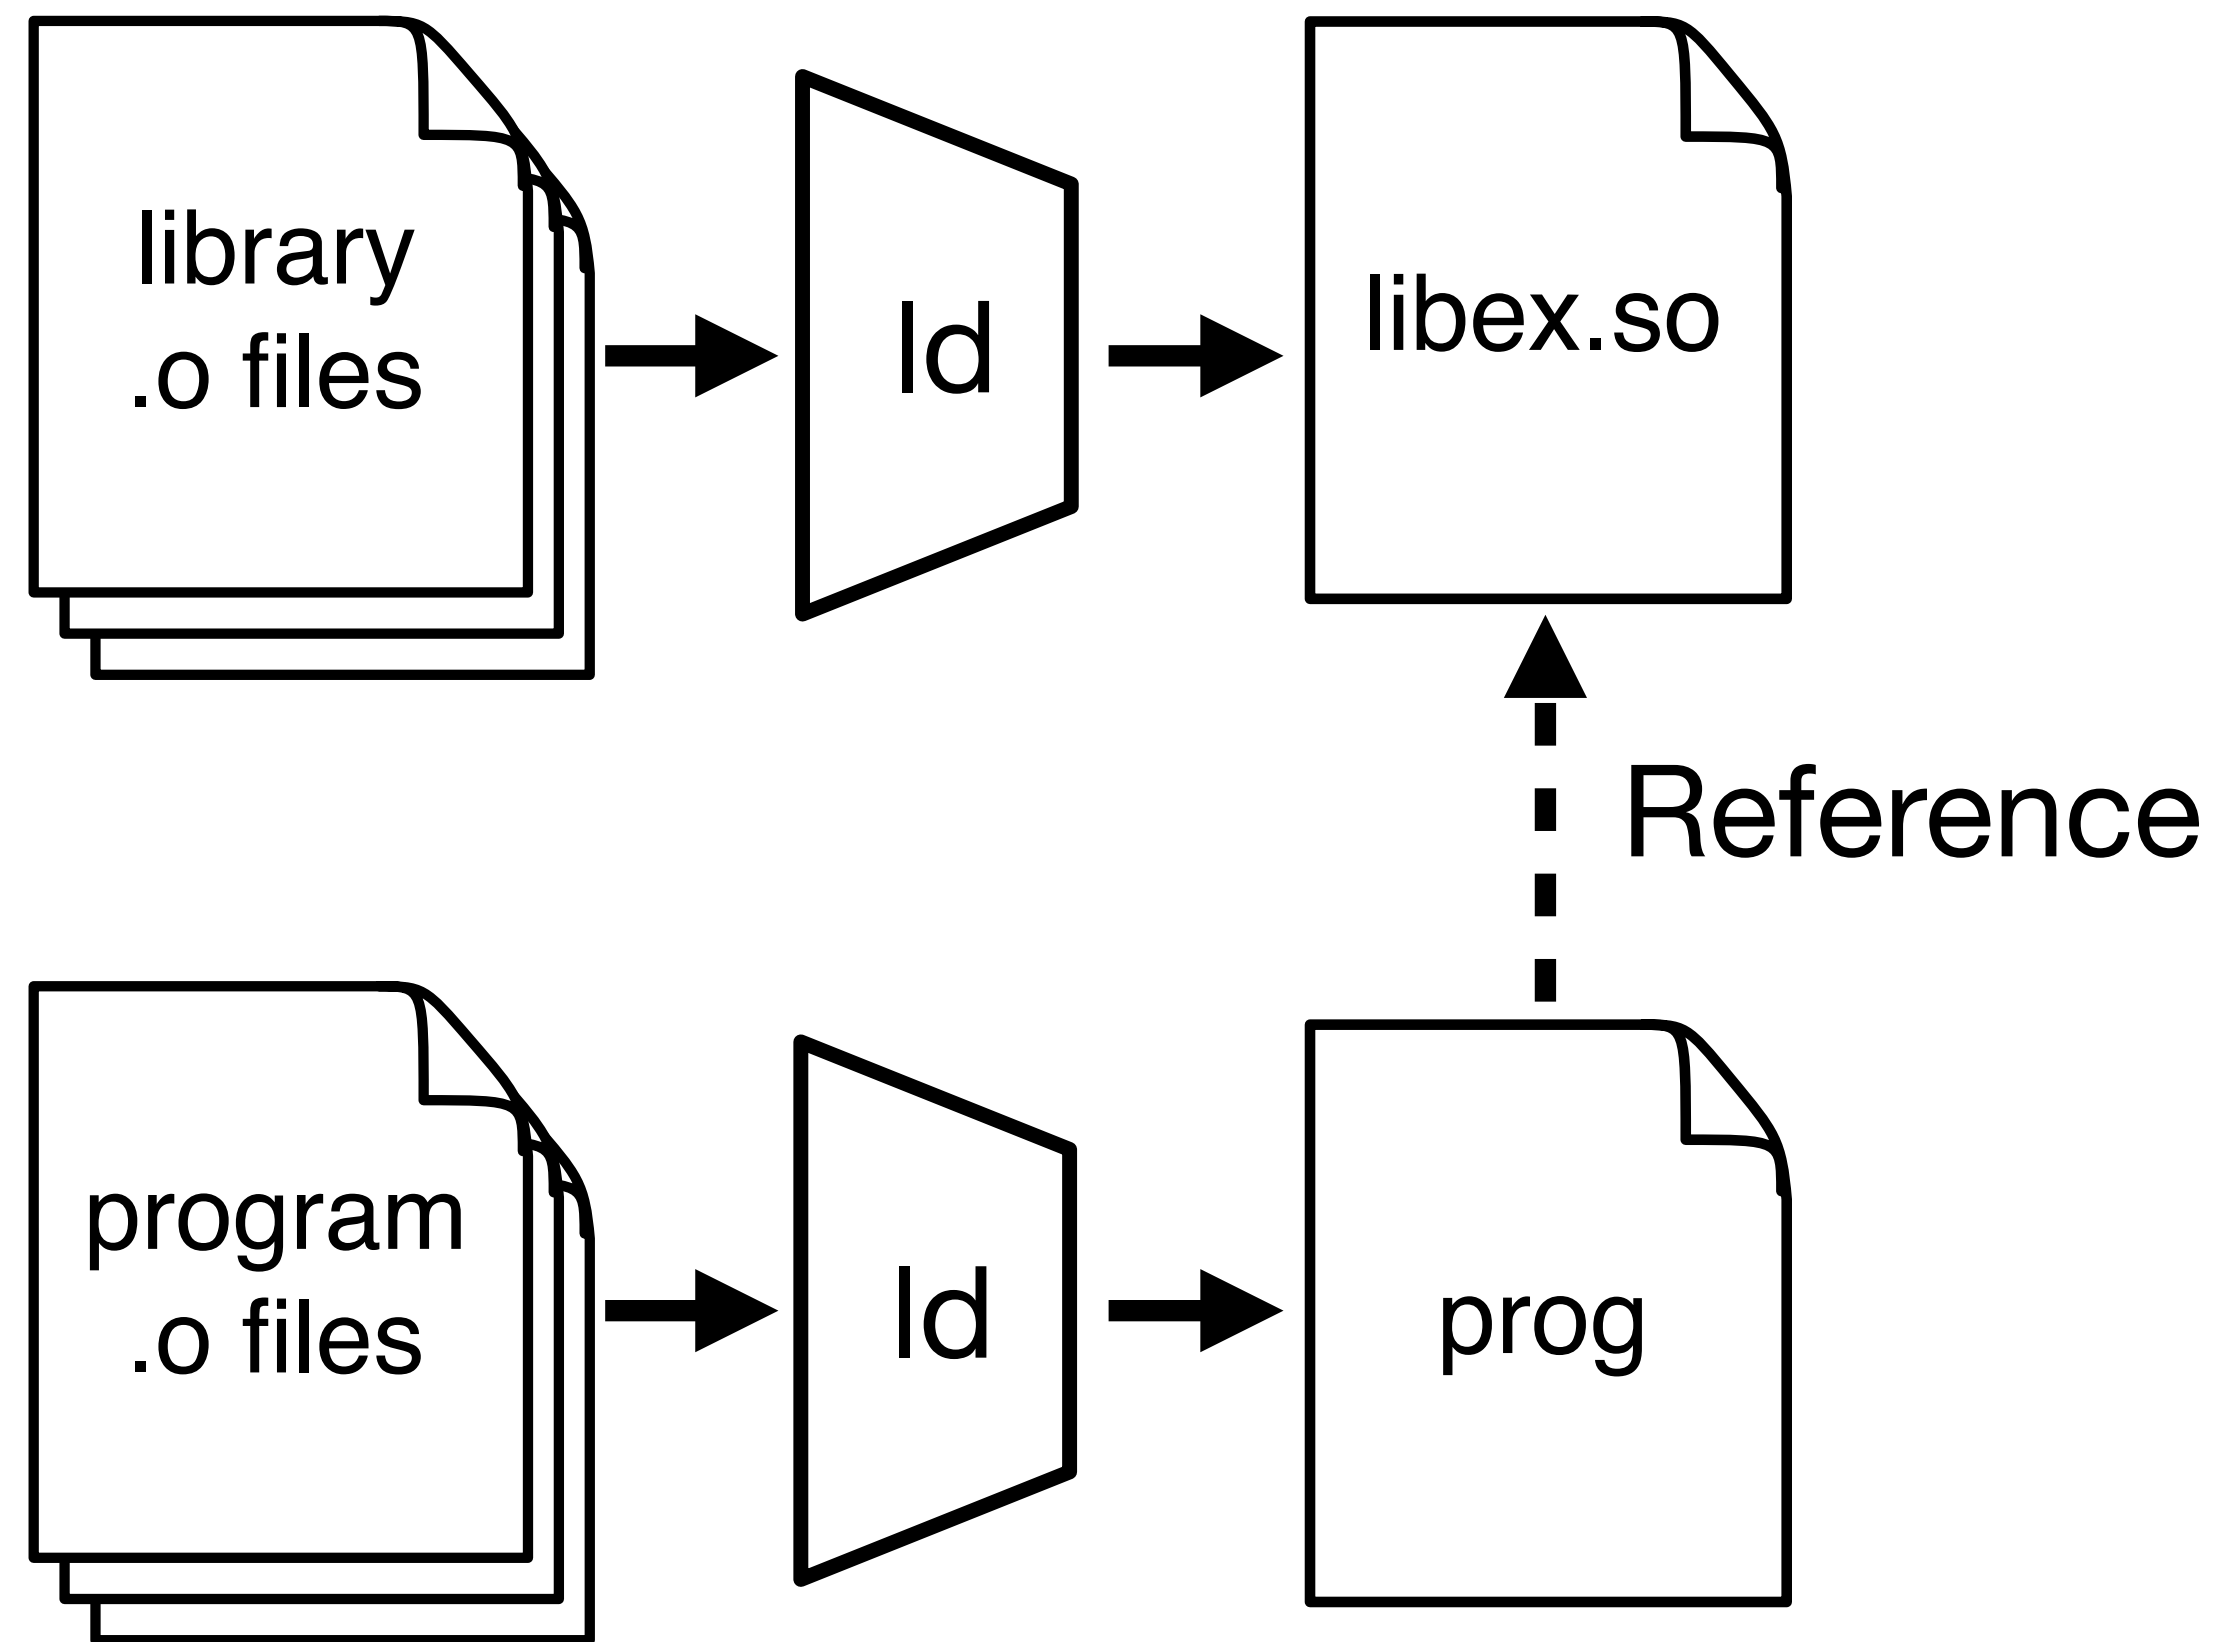 library
.o files
ld
libex.so
Reference
program
.o files
ld
prog